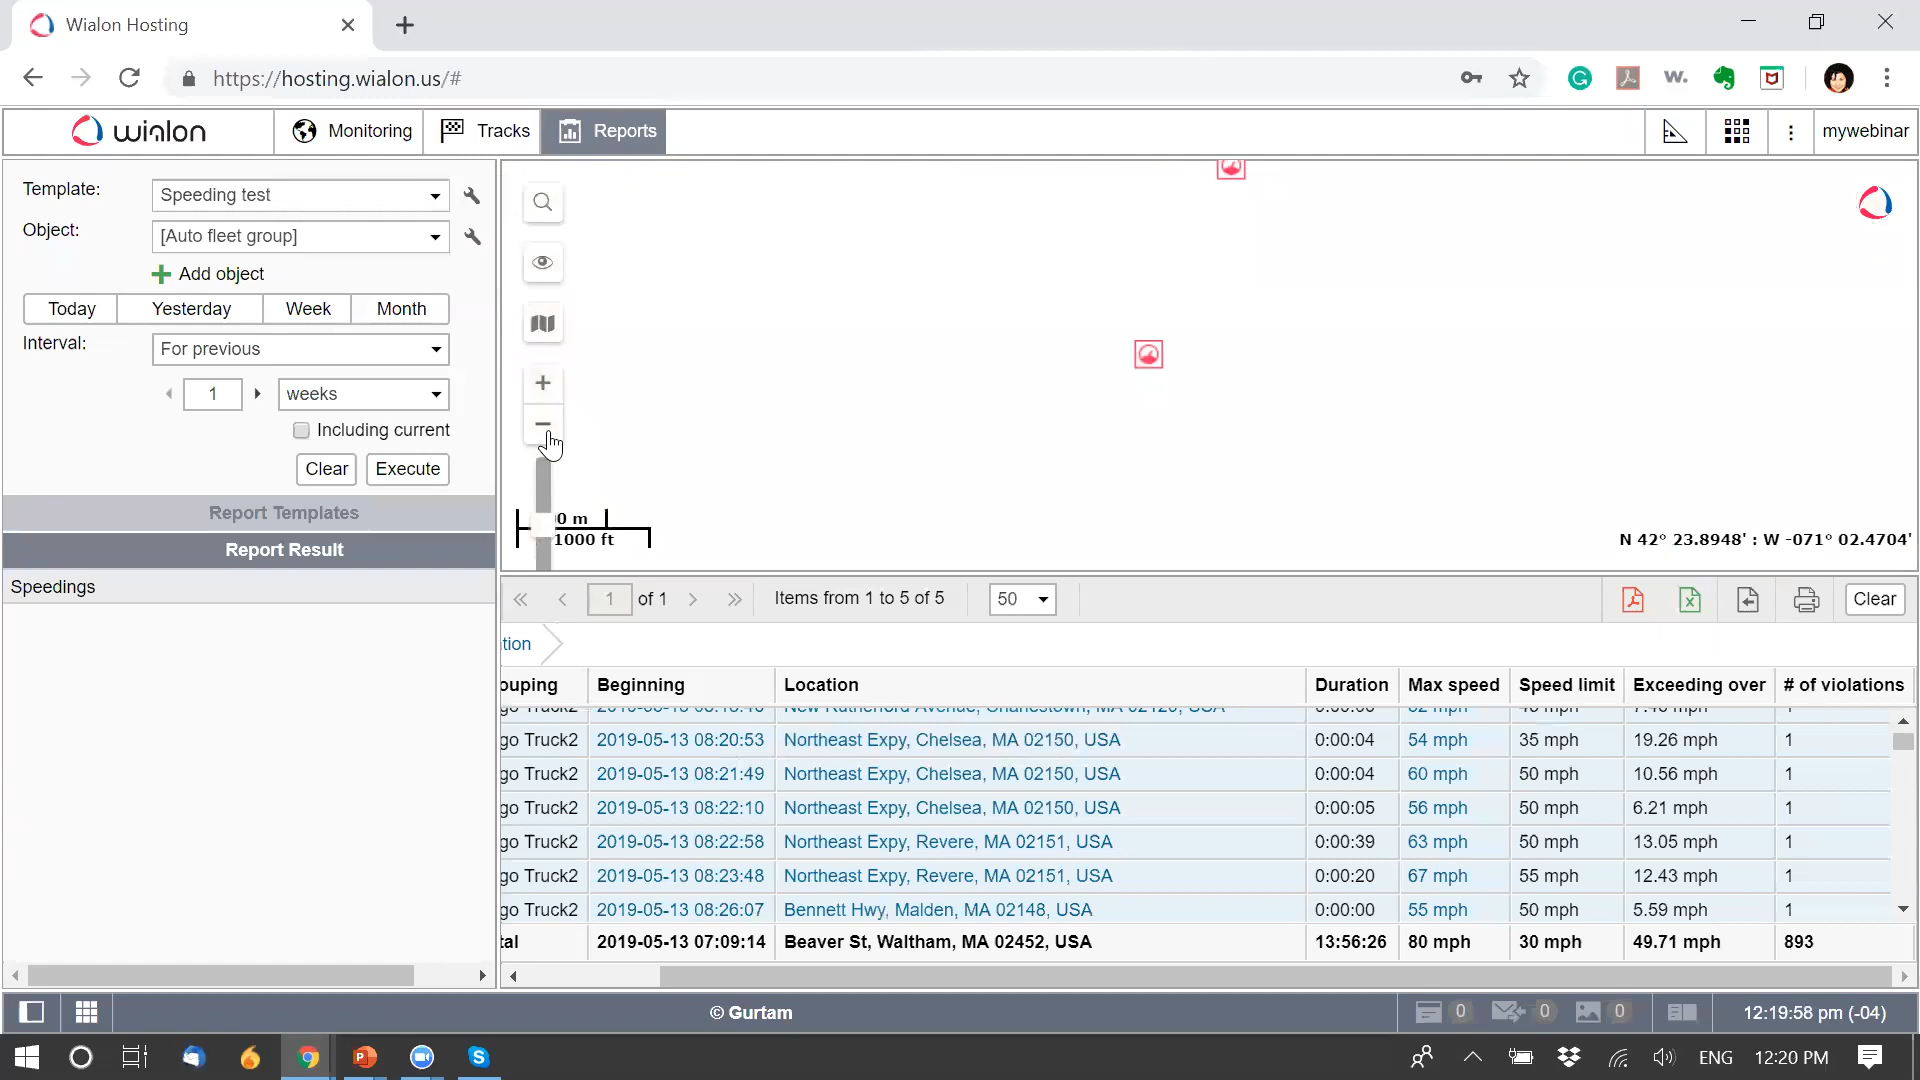 Wialon Hosting
https://hosting.wialon.us/#
wialon Monitoring Tracks Reports mywebinar
Template: Speeding test
Object: [Auto fleet group]
Add object
Today Yesterday Week Month
Interval: For previous
1 weeks
Including current
Clear Execute
Report Templates
Report Result
Speedings
0 m
1000 ft
N 42° 23.8948' : W -071° 02.4704'
1 of 1 Items from 1 to 5 of 5 50 Clear
tion
ouping Beginning Location Duration Max speed Speed limit Exceeding over # of violations
go Truck2 2019-05-13 08:20:53 Northeast Expy, Chelsea, MA 02150, USA 0:00:04 54 mph 35 mph 19.26 mph 1
go Truck2 2019-05-13 08:21:49 Northeast Expy, Chelsea, MA 02150, USA 0:00:04 60 mph 50 mph 10.56 mph 1
go Truck2 2019-05-13 08:22:10 Northeast Expy, Chelsea, MA 02150, USA 0:00:05 56 mph 50 mph 6.21 mph 1
go Truck2 2019-05-13 08:22:58 Northeast Expy, Revere, MA 02151, USA 0:00:39 63 mph 50 mph 13.05 mph 1
go Truck2 2019-05-13 08:23:48 Northeast Expy, Revere, MA 02151, USA 0:00:20 67 mph 55 mph 12.43 mph 1
go Truck2 2019-05-13 08:26:07 Bennett Hwy, Malden, MA 02148, USA 0:00:00 55 mph 50 mph 5.59 mph 1
tal 2019-05-13 07:09:14 Beaver St, Waltham, MA 02452, USA 13:56:26 80 mph 30 mph 49.71 mph 893
© Gurtam 0 0 0 12:19:58 pm (-04)
ENG 12:20 PM